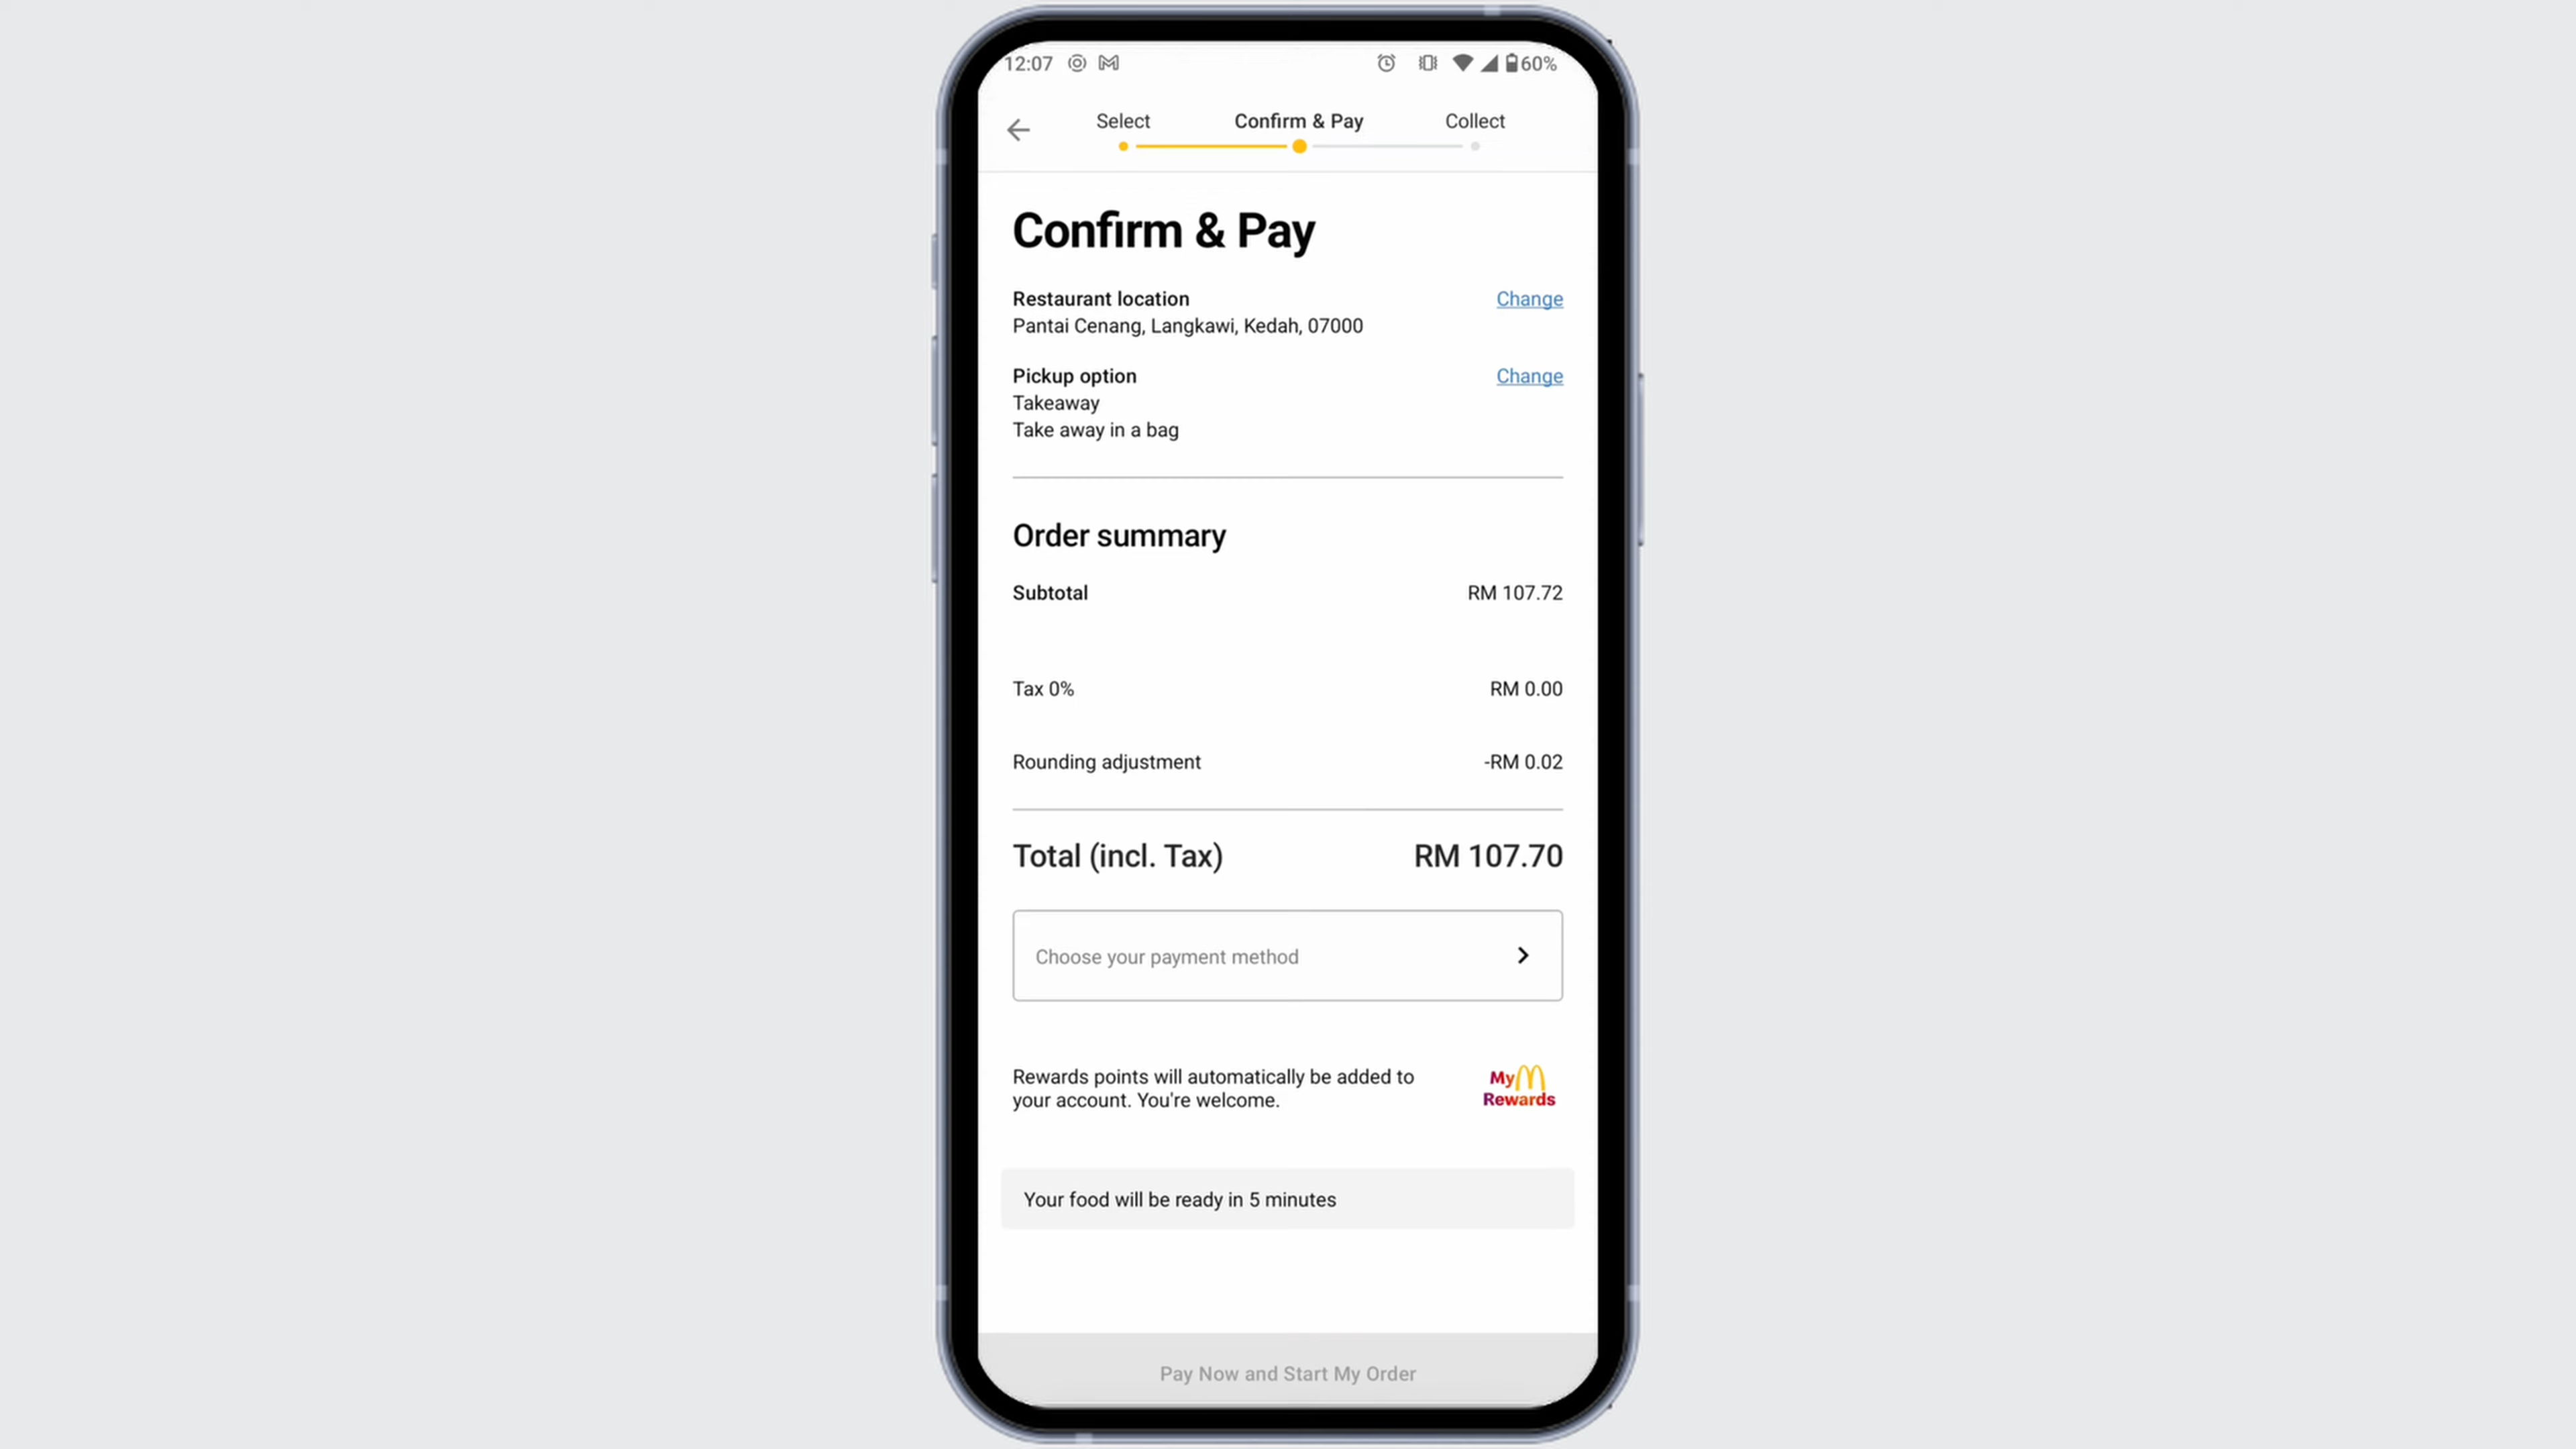 12:07 60%
Select Confirm & Pay Collect
Confirm & Pay
Restaurant location Change
Pantai Cenang, Langkawi, Kedah, 07000
Pickup option Change
Takeaway
Take away in a bag
Order summary
Subtotal RM 107.72
Tax 0% RM 0.00
Rounding adjustment -RM 0.02
Total (incl. Tax) RM 107.70
Choose your payment method
Rewards points will automatically be added to
your account. You're welcome.
My
Rewards
Your food will be ready in 5 minutes
Pay Now and Start My Order